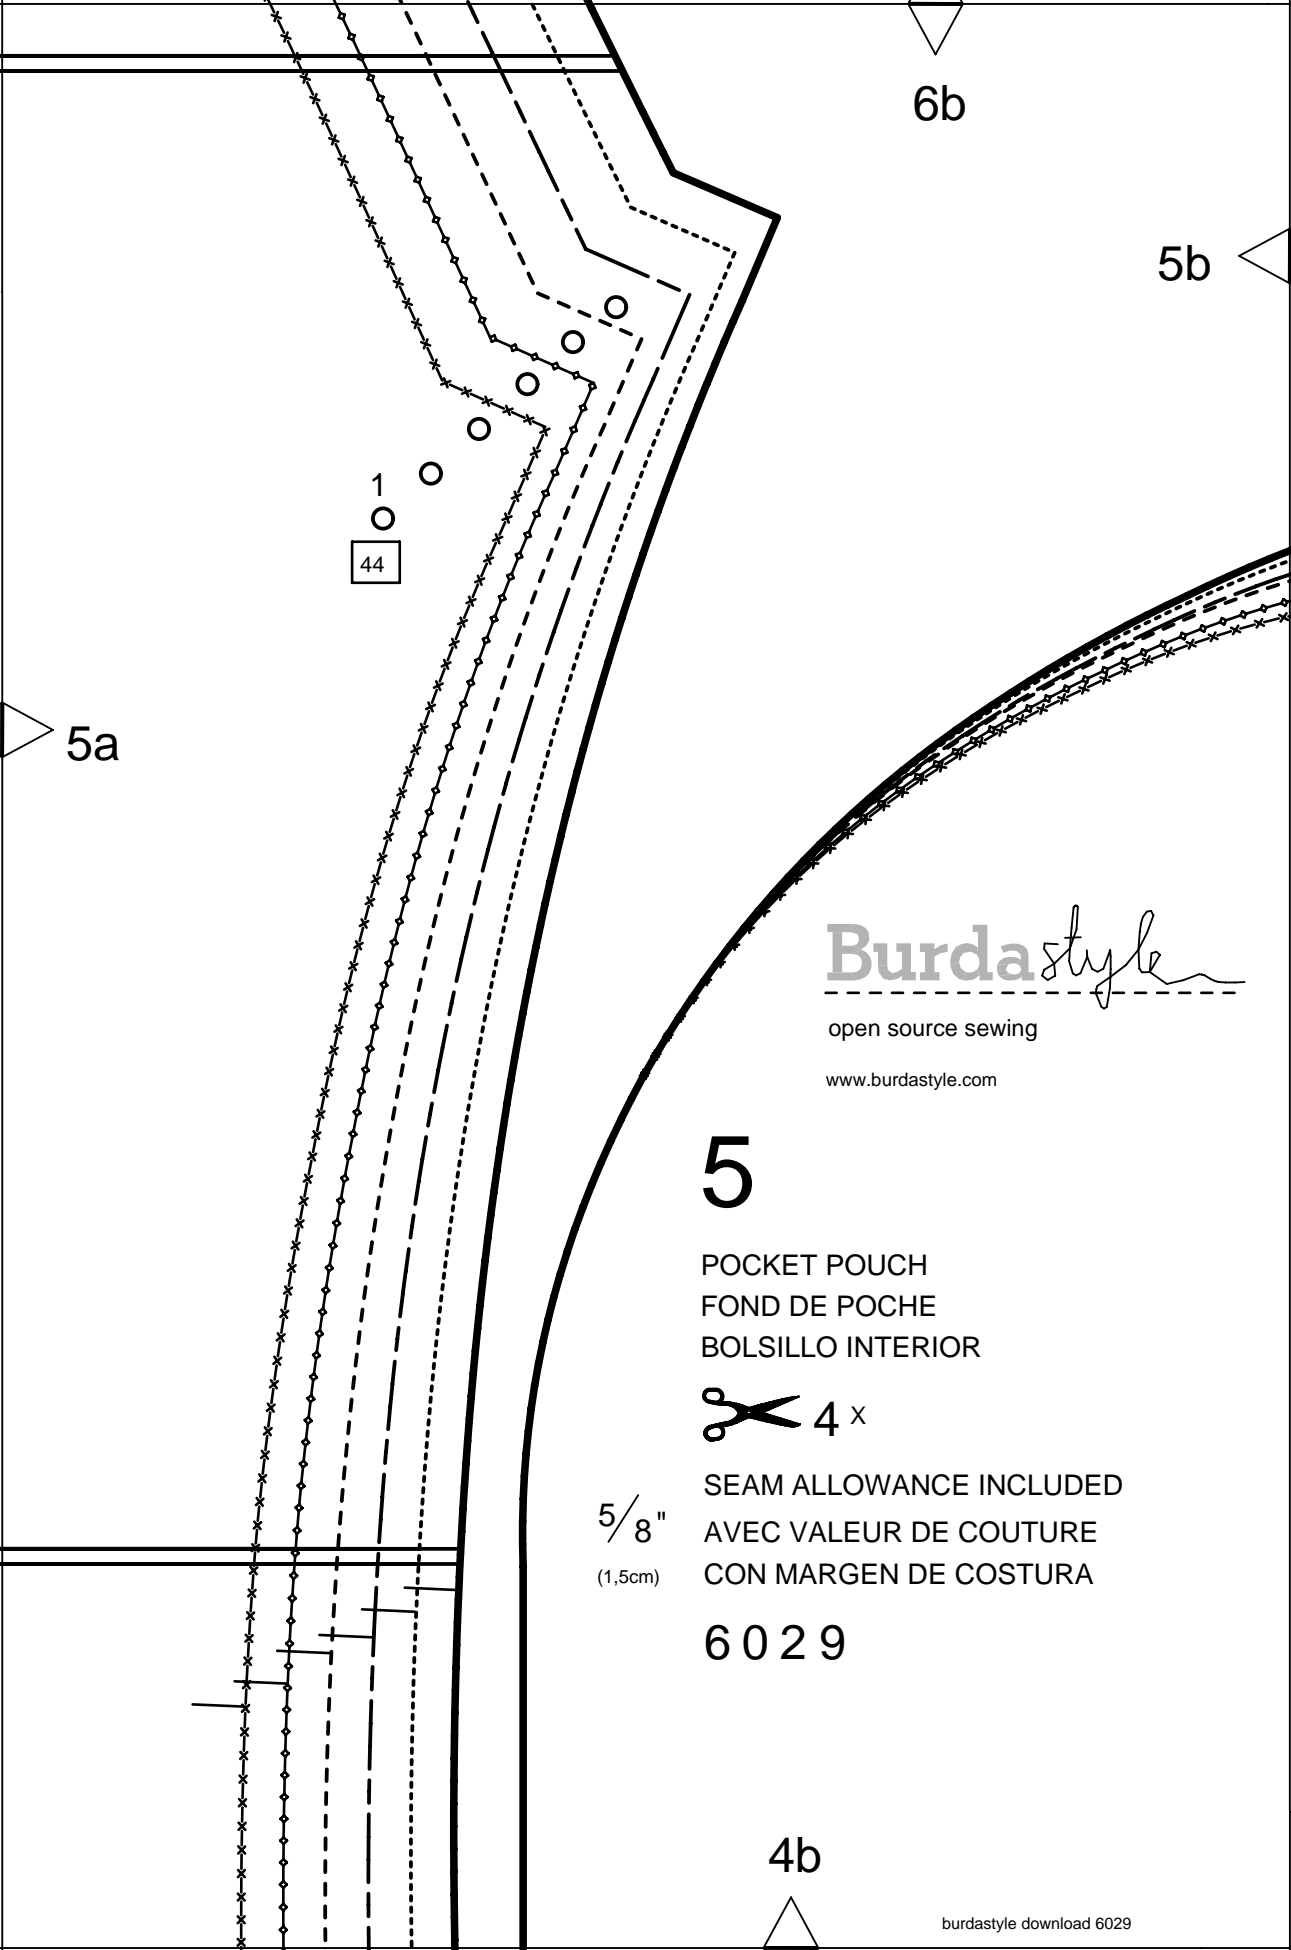 6b
5b
1
44
5a
Burda style
open source sewing
www.burdastyle.com
5
POCKET POUCH
FOND DE POCHE
BOLSILLO INTERIOR
4 X
5/8" SEAM ALLOWANCE INCLUDED
AVEC VALEUR DE COUTURE
(1,5cm) CON MARGEN DE COSTURA
6029
4b
burdastyle download 6029